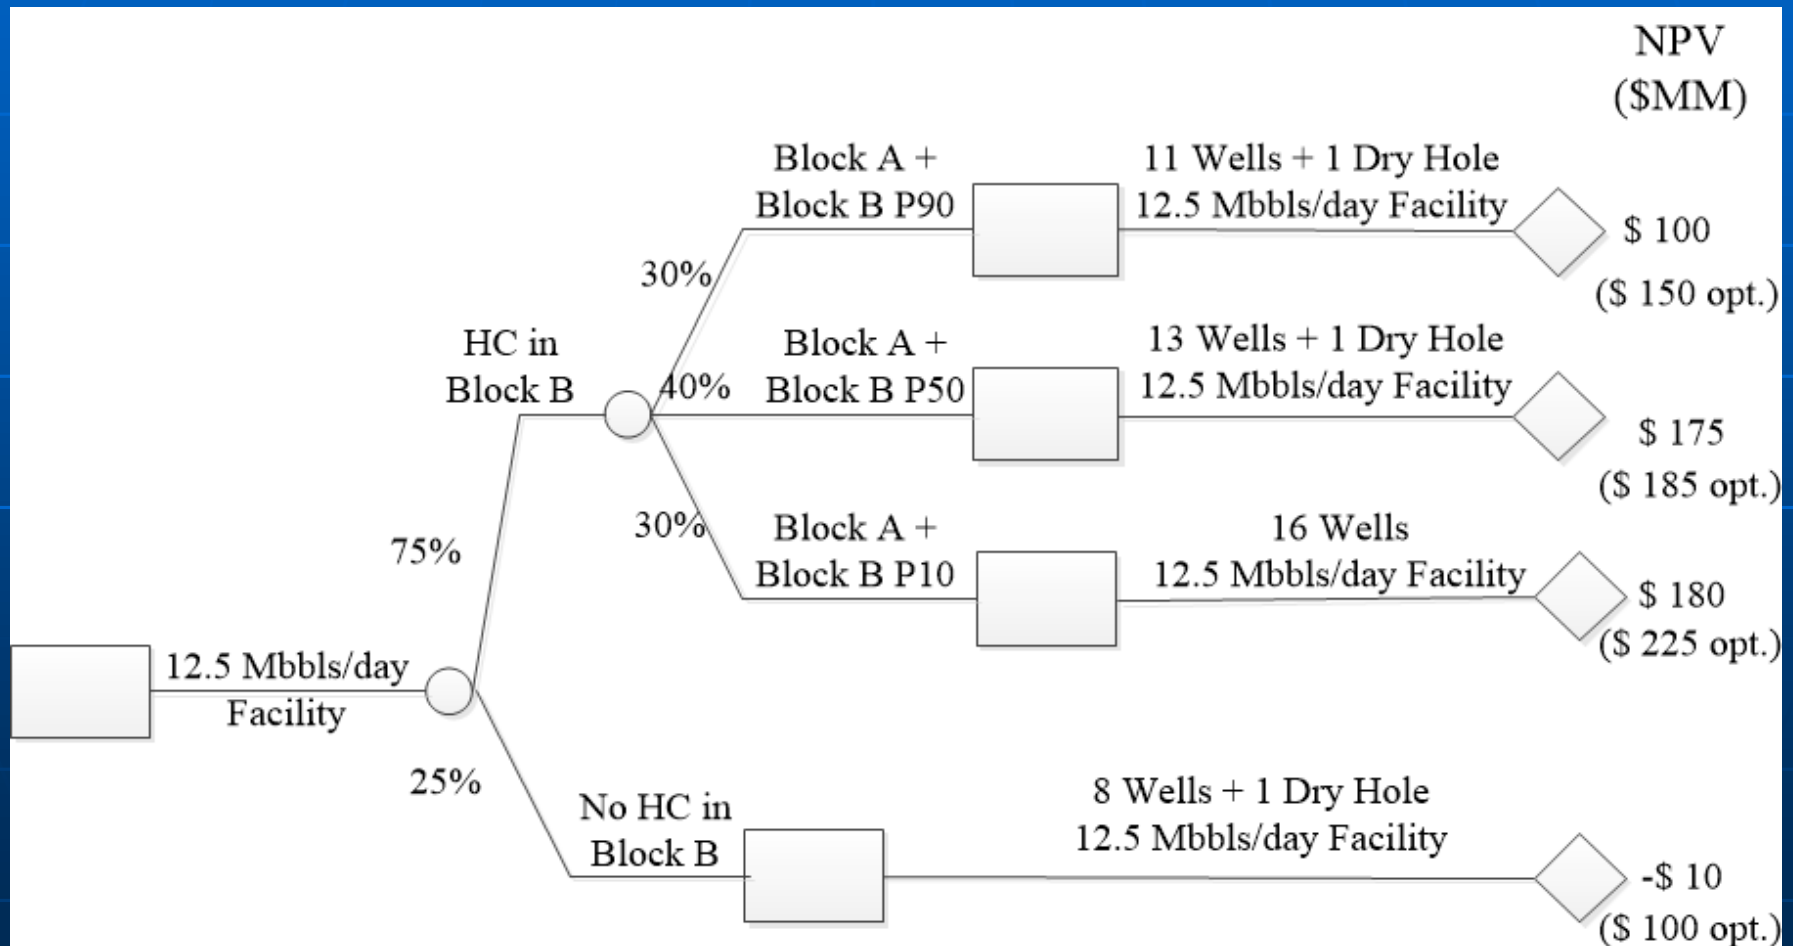 NPV
($MM)
Block A +
Block B P90
11 Wells + 1 Dry Hole
12.5 Mbbls/day Facility
$ 100
($ 150 opt.)
30%
HC in
Block B
40%
Block A +
Block B P50
13 Wells + 1 Dry Hole
12.5 Mbbls/day Facility
$ 175
($ 185 opt.)
30%
Block A +
Block B P10
16 Wells
12.5 Mbbls/day Facility
$ 180
($ 225 opt.)
75%
12.5 Mbbls/day
Facility
25%
No HC in
Block B
8 Wells + 1 Dry Hole
12.5 Mbbls/day Facility
-$ 10
($ 100 opt.)